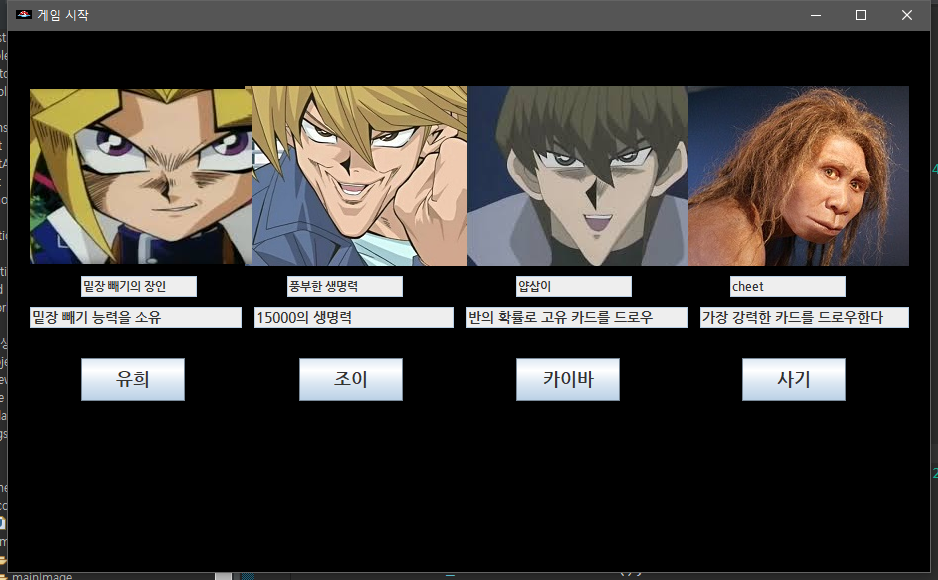 게임 시작
밑장 빼기의 장인
풍부한 생명력
얍삽이
cheet
밑장 빼기 능력을 소유
15000의 생명력
반의 확률로 고유 카드를 드로우
가장 강력한 카드를 드로우한다
유희
조이
카이바
사기
mainImage